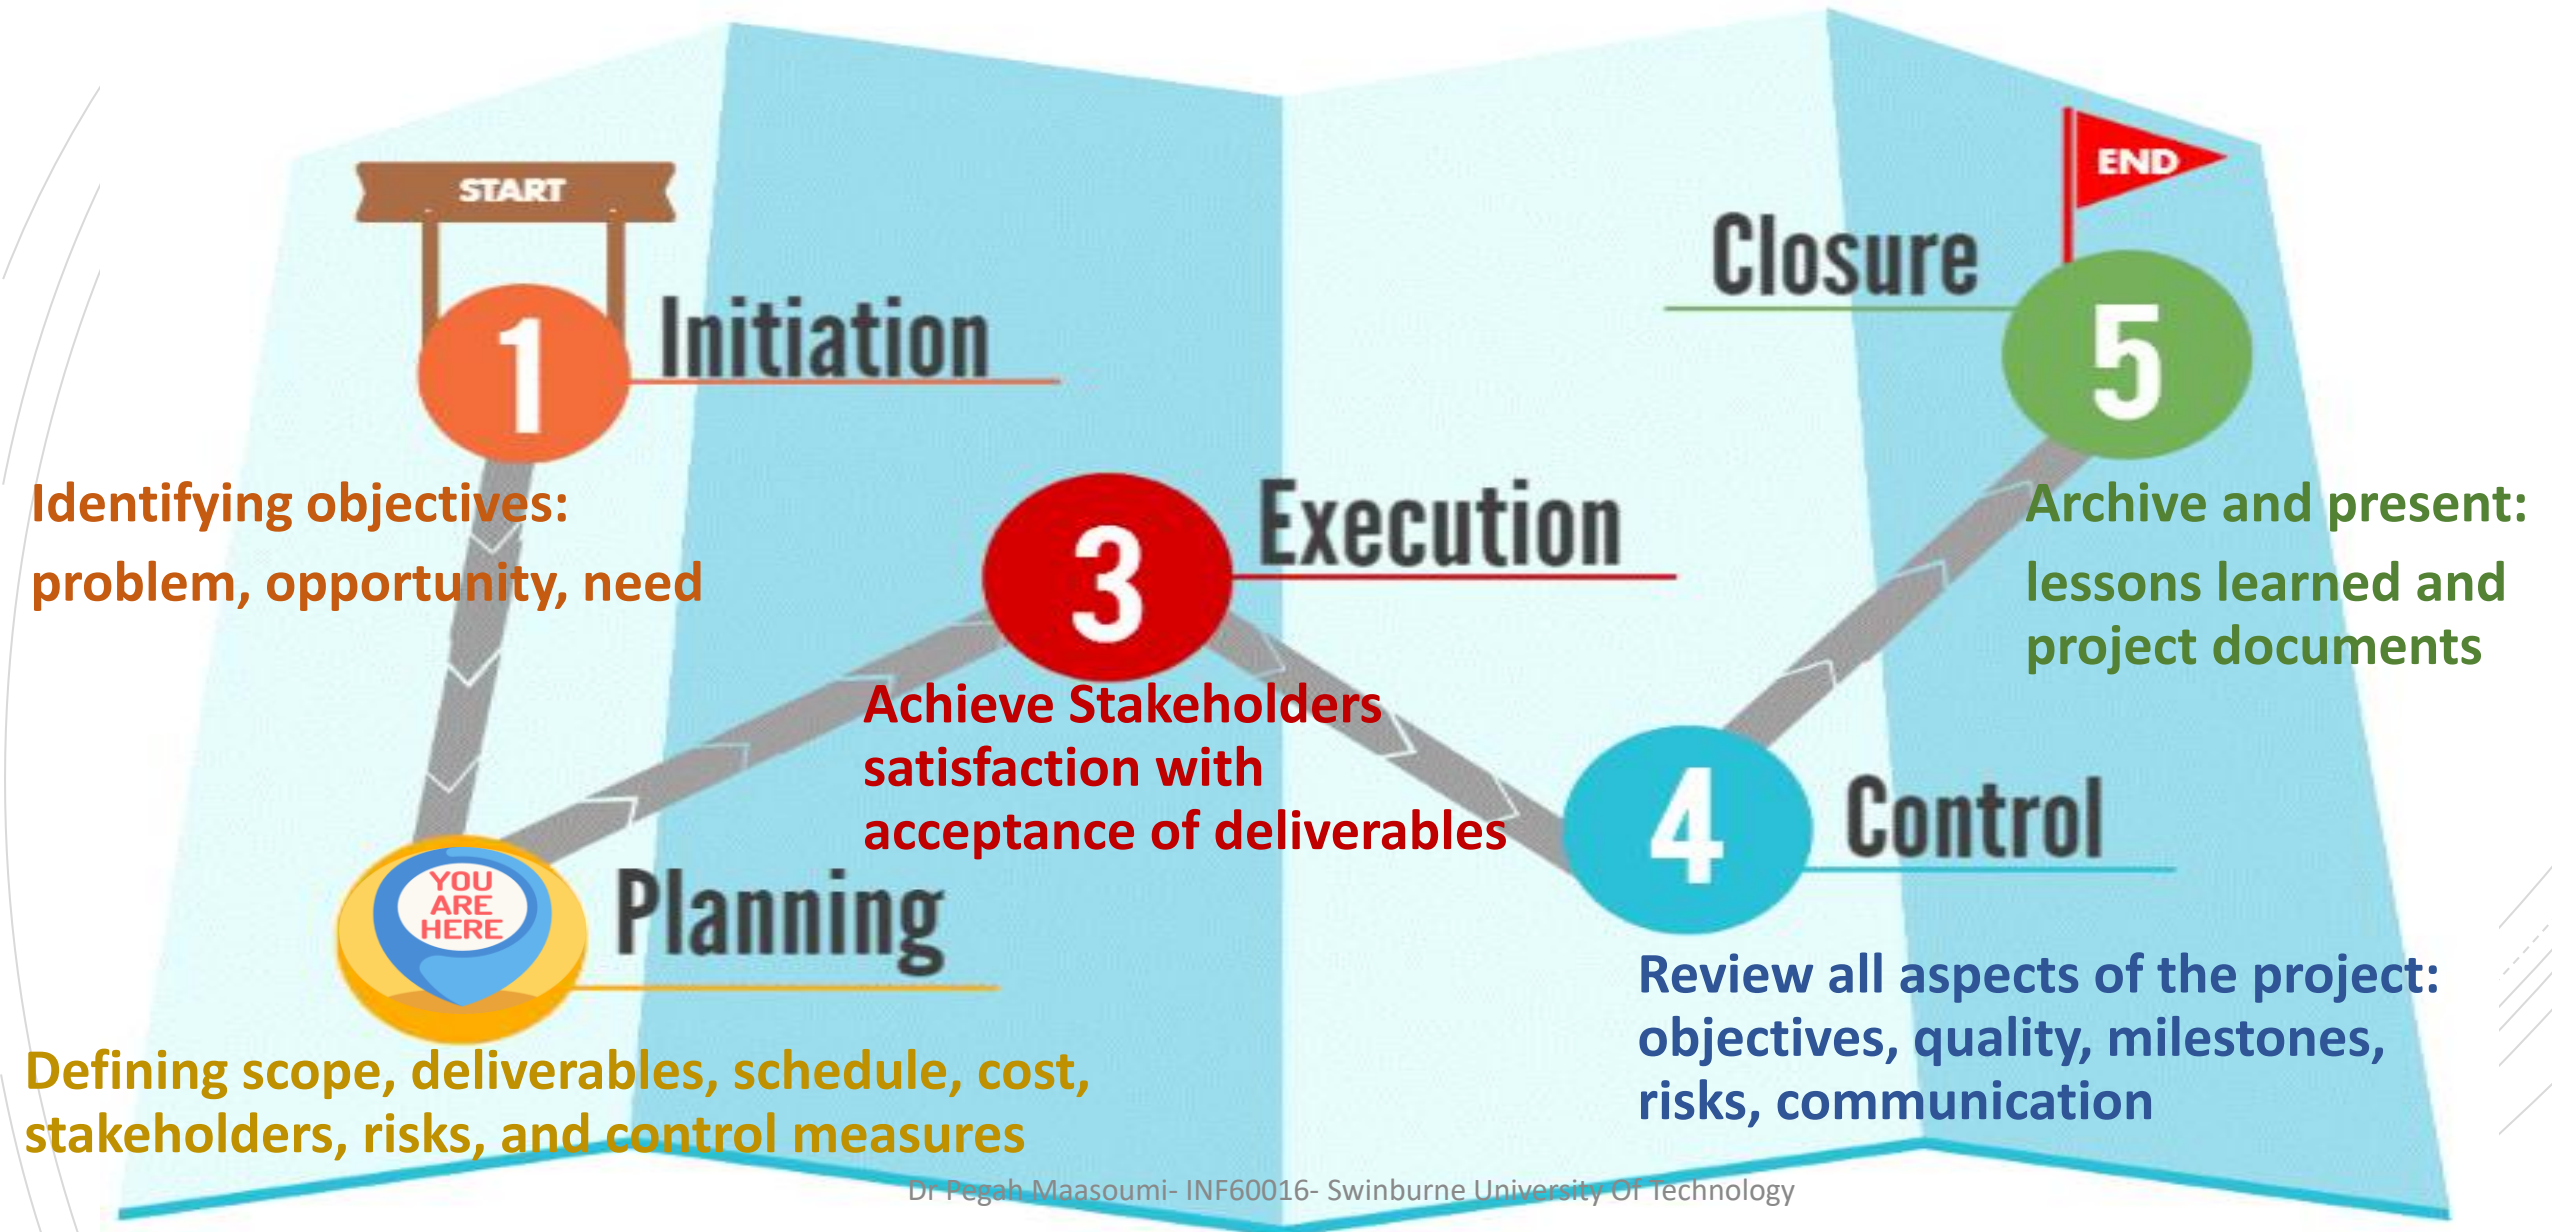 START
1
Initiation
Identifying objectives:
problem, opportunity, need
YOU
ARE
HERE
Planning
Defining scope, deliverables, schedule, cost,
stakeholders, risks, and control measures
3
Execution
Achieve Stakeholders
satisfaction with
acceptance of deliverables
4
Control
Review all aspects of the project:
objectives, quality, milestones,
risks, communication
END
Closure
5
Archive and present:
lessons learned and
project documents
Dr Pegah Maasoumi- INF60016- Swinburne University Of Technology